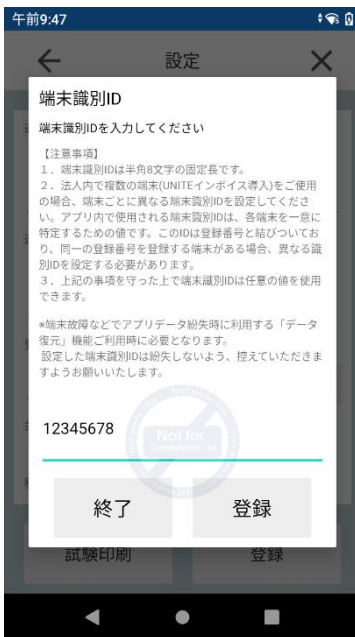 午前9:47
設定
端末識別ID
端末識別IDを入力してください
【注意事項】
１．端末識別IDは半角8文字の固定長です。
２．法人内で複数の端末(UNITEインボイス導入)をご使用
の場合、端末ごとに異なる端末識別IDを設定してくださ
い。アプリ内で使用される端末識別IDは、各端末を一意に
特定するための値です。このIDは登録番号と結びついてお
り、同一の登録番号を登録する端末がある場合、異なる識
別IDを設定する必要があります。
３．上記の事項を守った上で端末識別IDは任意の値を使用
できます。
※端末故障などでアプリデータ紛失時に利用する「データ
復元」機能ご利用時に必要となります。
設定した端末識別IDは紛失しないよう、控えていただきま
すようお願いいたします。
12345678
Not for
終了
登録
試験印刷
登録